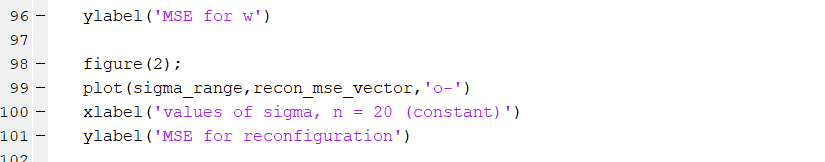 96 – ylabel('MSE for w')
97
98 – figure(2);
99 – plot(sigma_range,recon_mse_vector,'o-')
100 – xlabel('values of sigma, n = 20 (constant)')
101 – ylabel('MSE for reconfiguration')
102